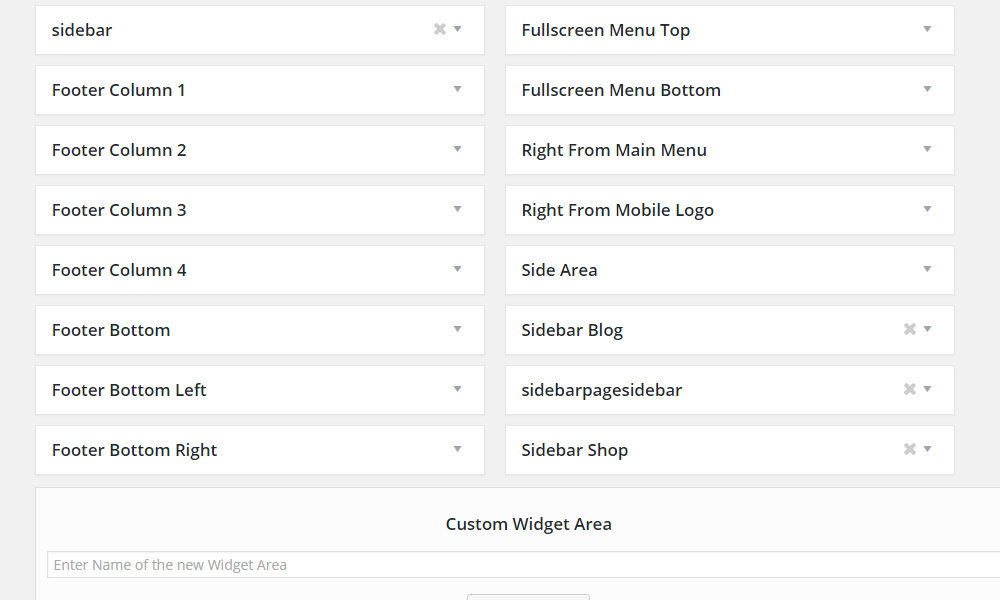 sidebar
Footer Column 1
Footer Column 2
Footer Column 3
Footer Column 4
Footer Bottom
Footer Bottom Left
Footer Bottom Right
Fullscreen Menu Top
Fullscreen Menu Bottom
Right From Main Menu
Right From Mobile Logo
Side Area
Sidebar Blog
sidebarpagesidebar
Sidebar Shop
Custom Widget Area
Enter Name of the new Widget Area